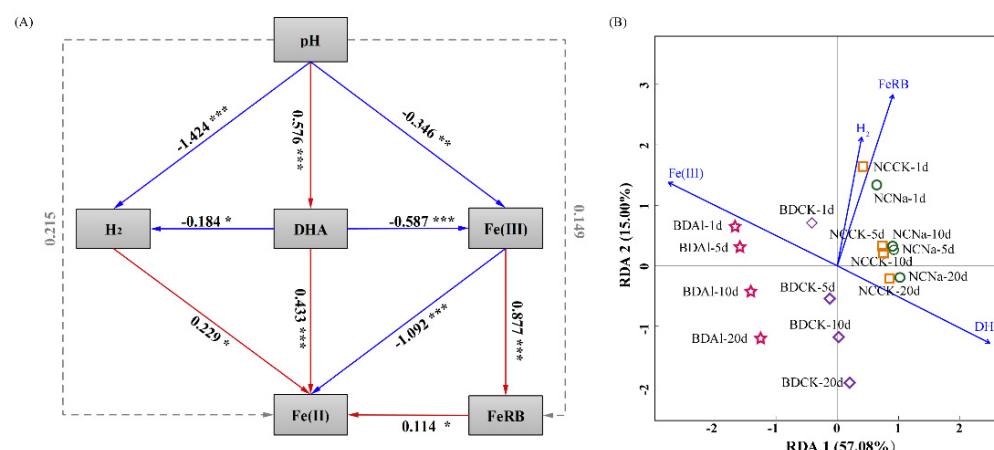 (A)
pH
-1.424 ***
0.576 ***
-0.346 **
0.215
H2
-0.184 *
DHA
-0.587 ***
Fe(III)
0.149
0.229 *
0.433 ***
-1.092 ***
0.877 ***
Fe(II)
0.114 *
FeRB
(B)
FeRB
H2
Fe(III)
NCCK-1d
NCNa-1d
BDCK-1d
BDAl-1d
NCCK-5d
NCNa-10d
BDAl-5d
NCNa-5d
NCCK-10d
BDAl-10d
BDCK-5d
NCCK-20d
NCNa-20d
BDCK-10d
BDAl-20d
DH
BDCK-20d
3
2
1
0
-1
-2
RDA 2 (15.00%)
-2
-1
0
1
2
RDA 1 (57.08%)